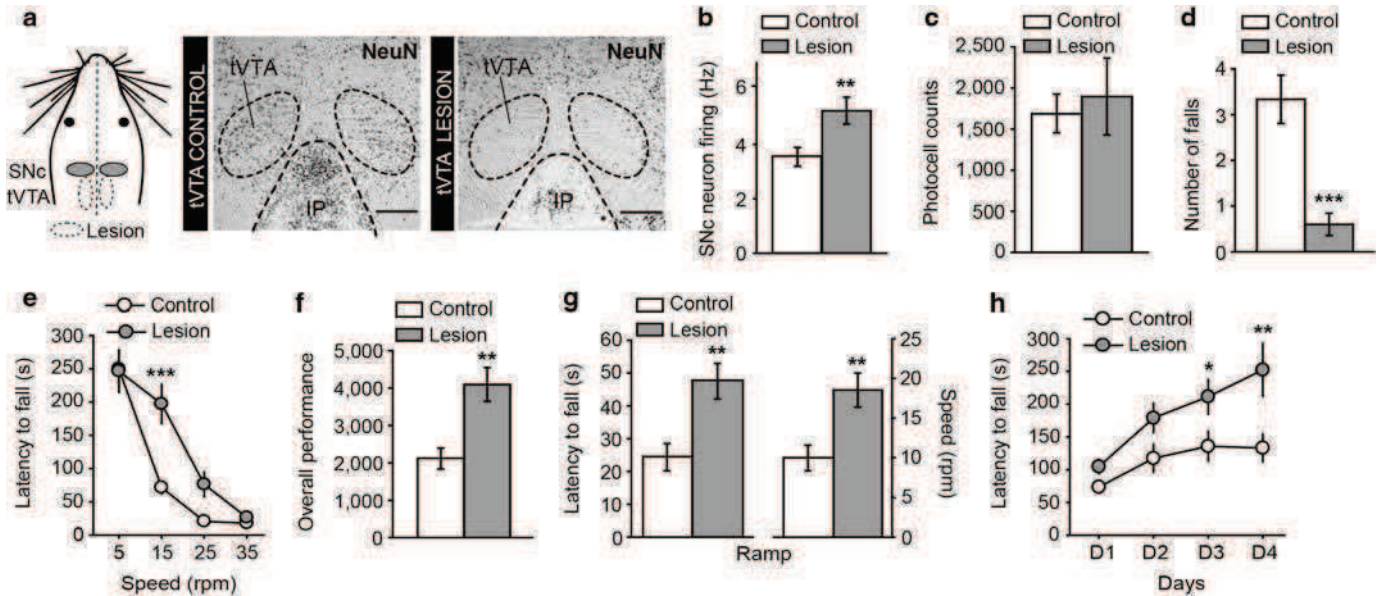 a
SNc
tVTA
Lesion
tVTA CONTROL
NeuN
tVTA
IP
tVTA LESION
NeuN
tVTA
IP
b
Control
Lesion
SNc neuron firing (Hz)
6
4
2
0
**
c
Control
Lesion
Photocell counts
2,500
2,000
1,500
1,000
500
0
d
Control
Lesion
Number of falls
4
3
2
1
0
***
e
Control
Lesion
Latency to fall (s)
300
250
200
150
100
50
0
***
5 15 25 35
Speed (rpm)
f
Control
Lesion
Overall performance
5,000
4,000
3,000
2,000
1,000
0
**
g
Control
Lesion
Latency to fall (s)
60
50
40
30
20
10
0
**
**
25
20
15
10
5
0
Speed (rpm)
Ramp
h
Control
Lesion
Latency to fall (s)
300
250
200
150
100
50
0
*
**
D1 D2 D3 D4
Days